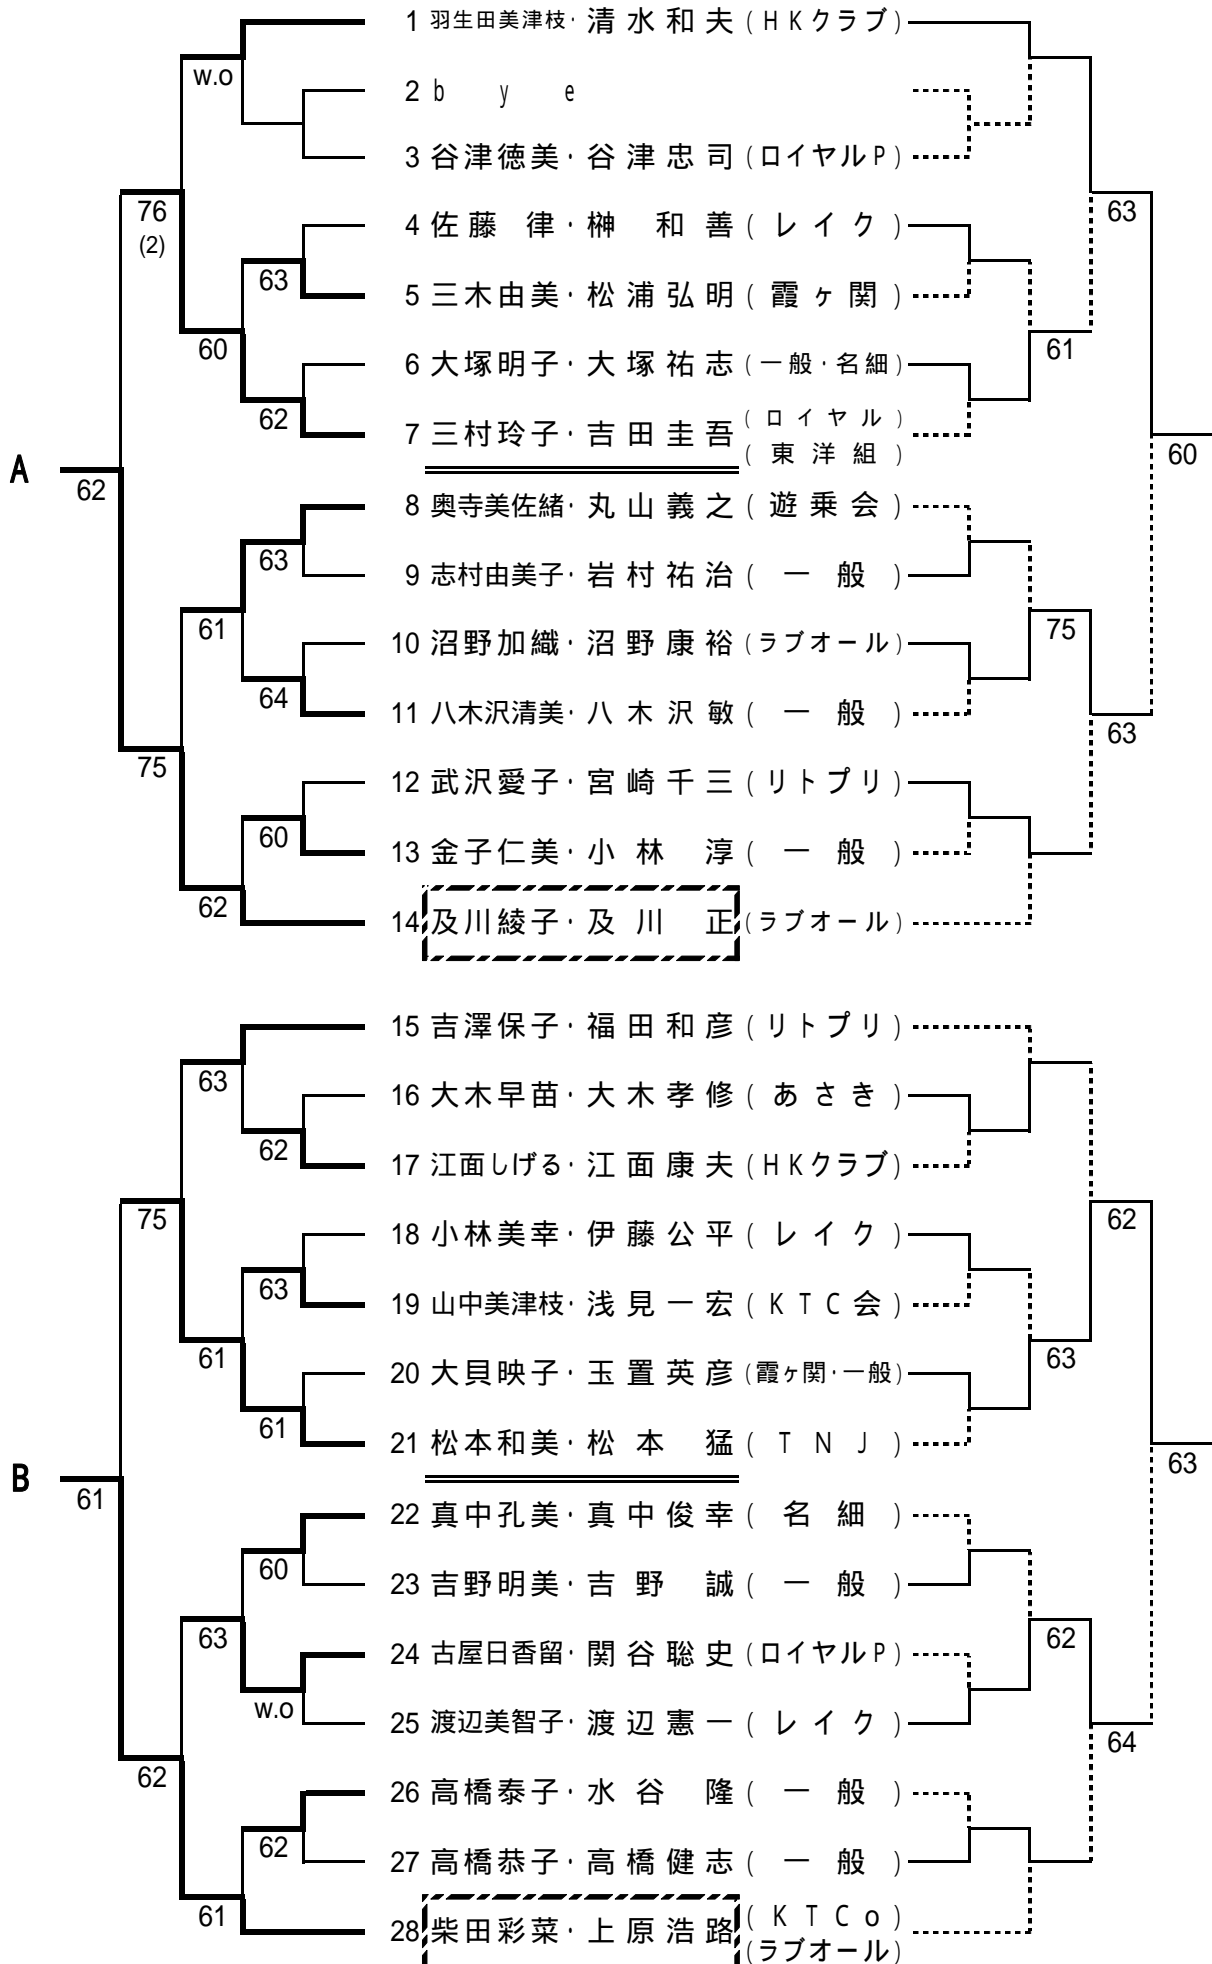 1 羽生田美津枝・清水和夫(HKクラブ)
w.o
2 bye
3 谷津徳美・谷津忠司(ロイヤルP)
76 63
(2)
4 佐藤 律・榊 和善(レイク)
63
5 三木由美・松浦弘明(霞ヶ関)
60 61
6 大塚明子・大塚祐志(一般・名細)
62
7 三村玲子・吉田圭吾(ロイヤル)
(東洋組)
A 62 60
8 奥寺美佐緒・丸山義之(遊乗会)
63
9 志村由美子・岩村祐治(一般)
61 75
10 沼野加織・沼野康裕(ラブオール)
64
11 八木沢清美・八木沢敏(一般)
75 63
12 武沢愛子・宮崎千三(リトプリ)
60
13 金子仁美・小林 淳(一般)
62
14 及川綾子・及川 正(ラブオール)
15 吉澤保子・福田和彦(リトプリ)
63
16 大木早苗・大木孝修(あさき)
62
17 江面しげる・江面康夫(HKクラブ)
75 62
18 小林美幸・伊藤公平(レイク)
63
19 山中美津枝・浅見一宏(KTC会)
61 63
20 大貝映子・玉置英彦(霞ヶ関・一般)
61
21 松本和美・松本 猛(TNJ)
B 61 63
22 真中孔美・真中俊幸(名細)
60
23 吉野明美・吉野 誠(一般)
63 62
24 古屋日香留・関谷聡史(ロイヤルP)
w.o
25 渡辺美智子・渡辺憲一(レイク)
62 64
26 高橋泰子・水谷 隆(一般)
62
27 高橋恭子・高橋健志(一般)
61
28 柴田彩菜・上原浩路(KTCo)
(ラブオール)